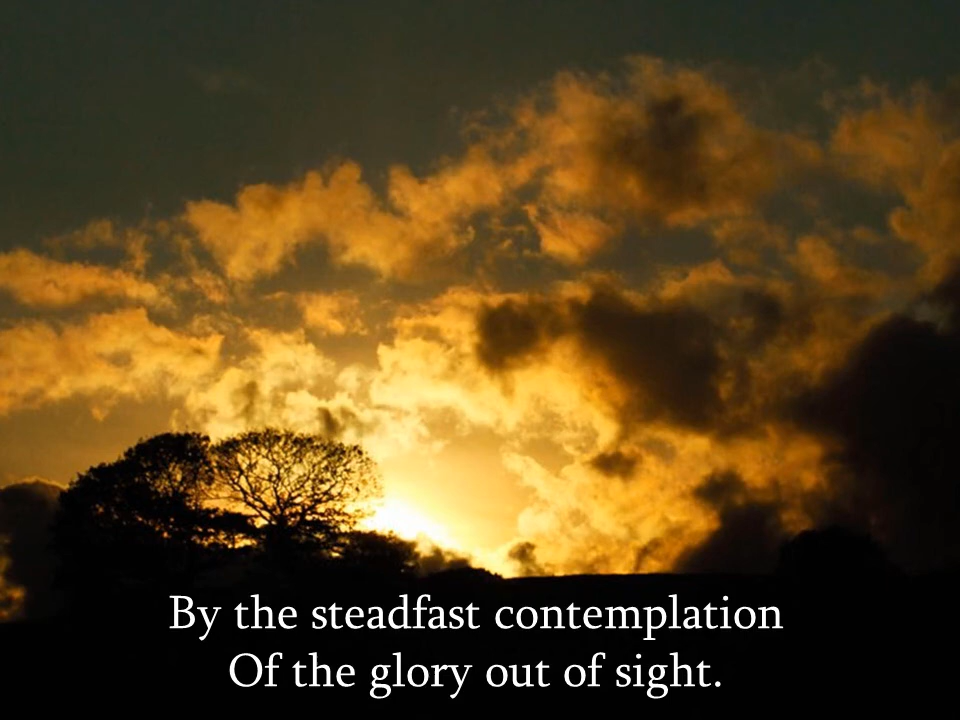 By the steadfast contemplation
Of the glory out of sight.